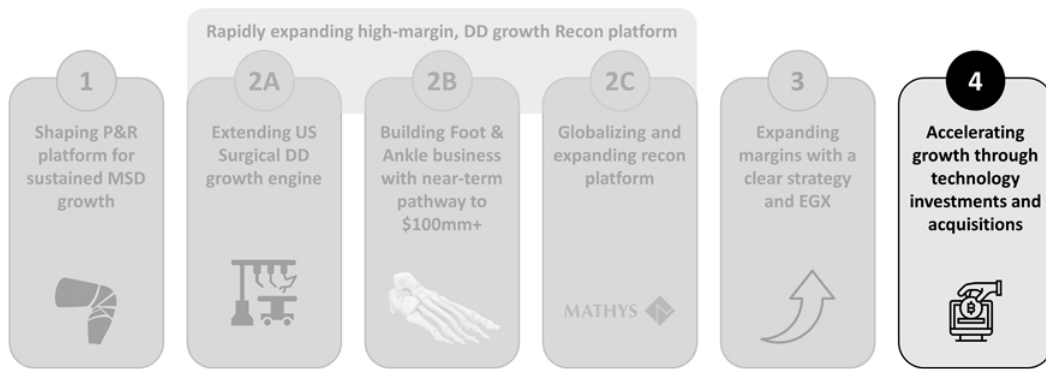 Rapidly expanding high-margin, DD growth Recon platform
1
Shaping P&R
platform for
sustained MSD
growth
2A
Extending US
Surgical DD
growth engine
2B
Building Foot &
Ankle business
with near-term
pathway to
$100mm+
2C
Globalizing and
expanding recon
platform
MATHYS
3
Expanding
margins with a
clear strategy
and EGX
4
Accelerating
growth through
technology
investments and
acquisitions